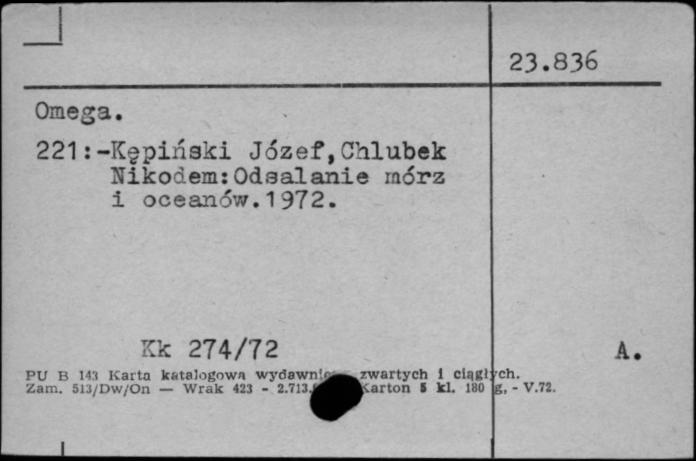 23.836
Omega.
221:-Kępiński Józef,Chlubek
Nikodem:Odsalanie mórz
i oceanów.1972.
Kk 274/72
A.
PU B 143 Karta katalogowa zwartych i ciągłych.
Zam. 513/Dw/On — Wrak 423 - 2.713. Karton 5 kl. 180 g, - V.72.